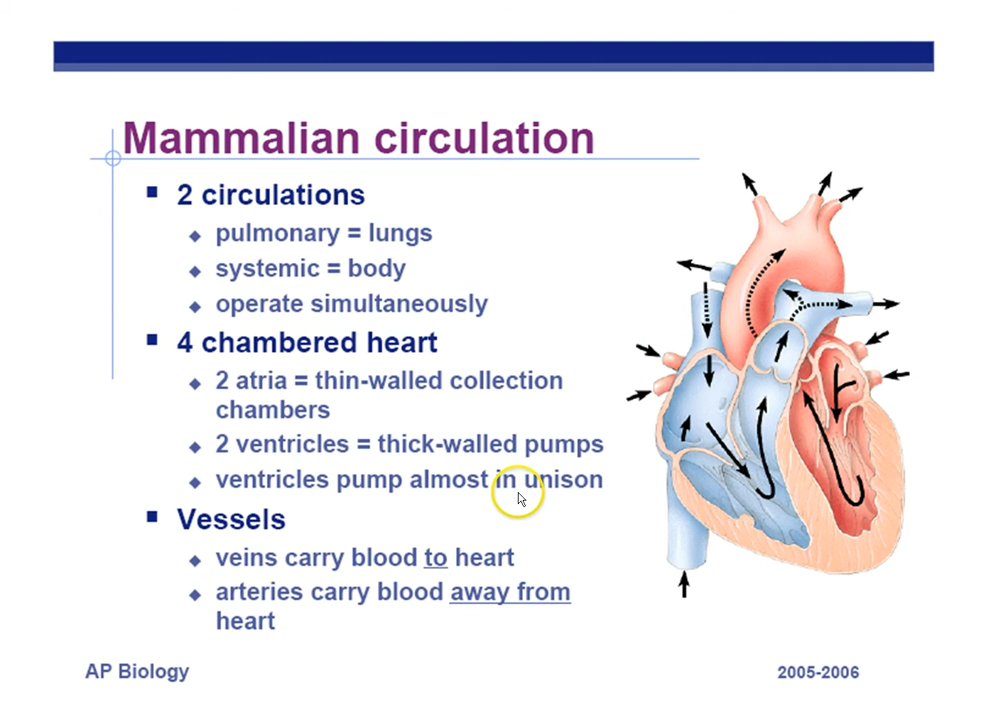 Mammalian circulation
2 circulations
pulmonary = lungs
systemic = body
operate simultaneously
4 chambered heart
2 atria = thin-walled collection
chambers
2 ventricles = thick-walled pumps
ventricles pump almost in unison
Vessels
veins carry blood to heart
arteries carry blood away from
heart
AP Biology
2005-2006